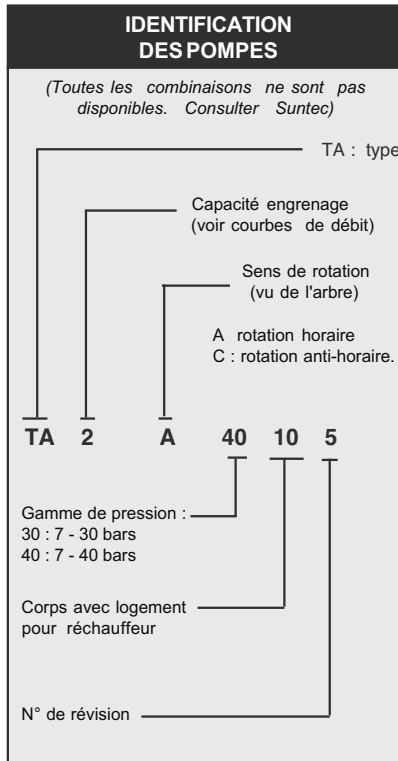 IDENTIFICATION
DES POMPES
(Toutes les combinaisons ne sont pas
disponibles. Consulter Suntec)
TA : type
Capacité engrenage
(voir courbes de débit)
Sens de rotation
(vu de l'arbre)
A rotation horaire
C : rotation anti-horaire.
TA 2 A 40 10 5
Gamme de pression :
30 : 7 - 30 bars
40 : 7 - 40 bars
Corps avec logement
pour réchauffeur
N° de révision